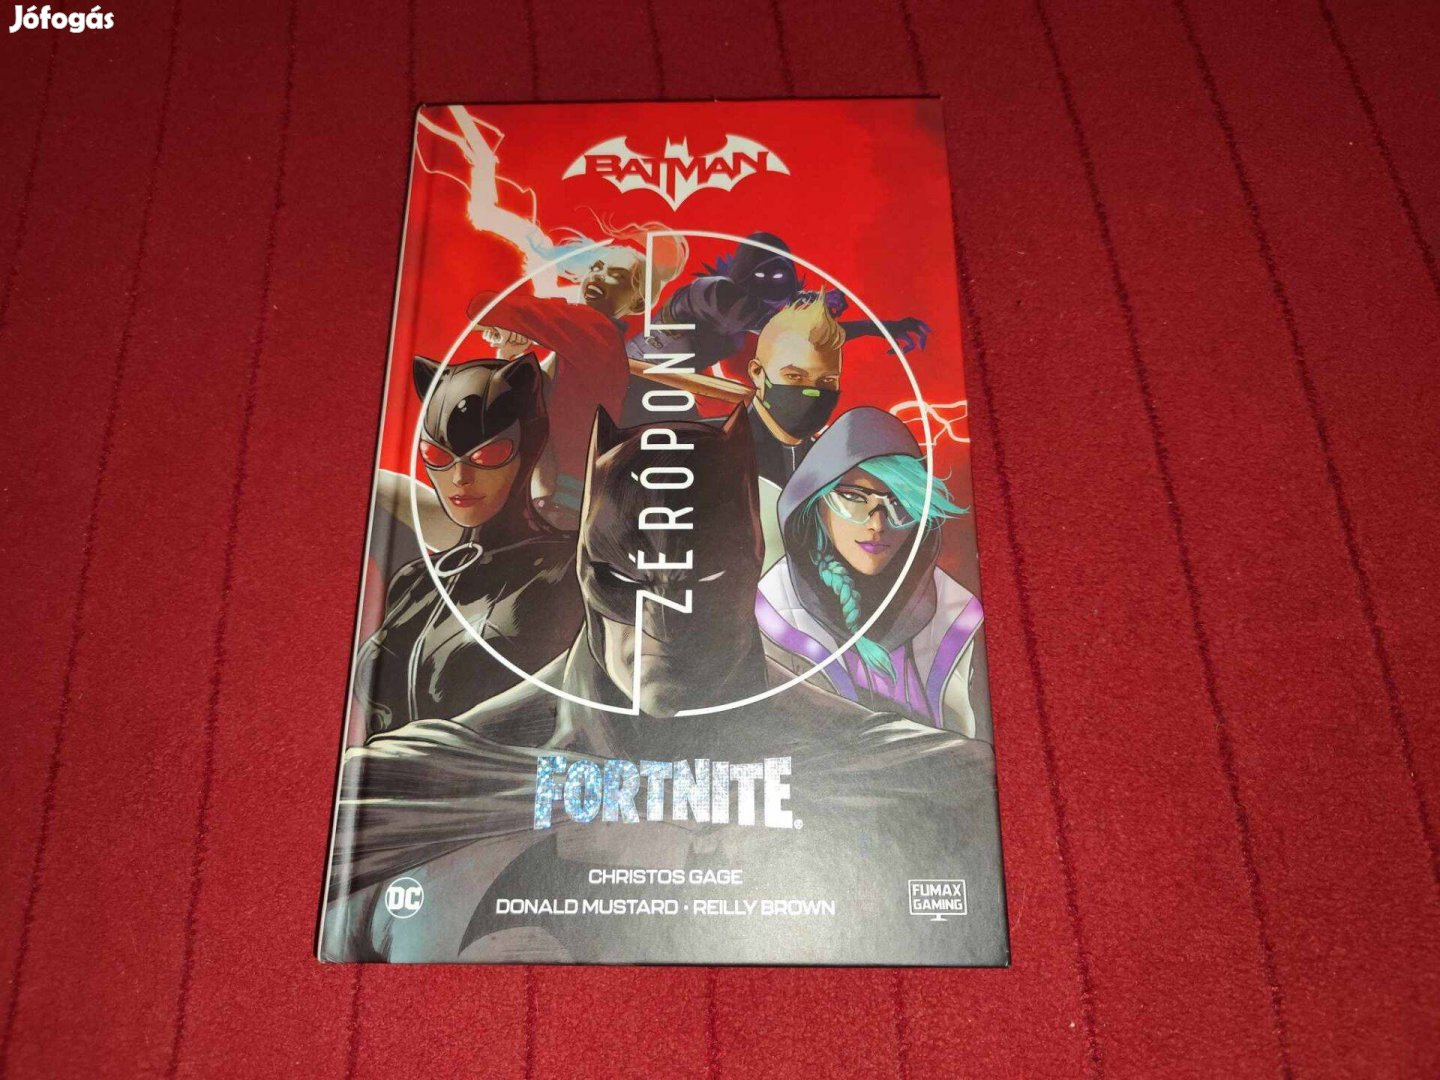 Jófogás
BATMAN
ZÉRÓPONT
FORTNITE®
CHRISTOS GAGE
DONALD MUSTARD • REILLY BROWN
DC
FUMAX
GAMING